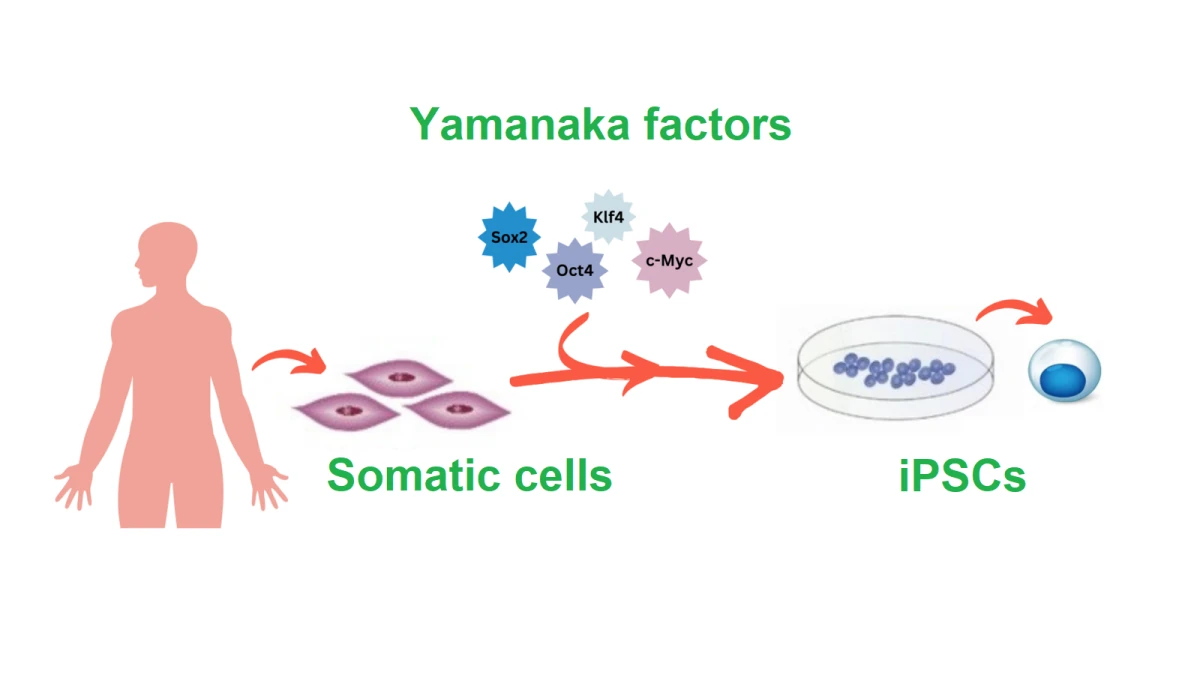 Yamanaka factors
Klf4
Sox2
Oct4
c-Myc
Somatic cells
iPSCs